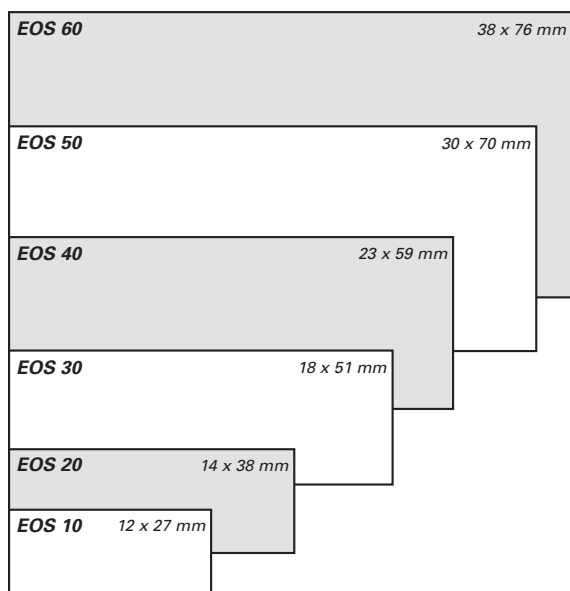 EOS 60 38 x 76 mm
EOS 50 30 x 70 mm
EOS 40 23 x 59 mm
EOS 30 18 x 51 mm
EOS 20 14 x 38 mm
EOS 10 12 x 27 mm